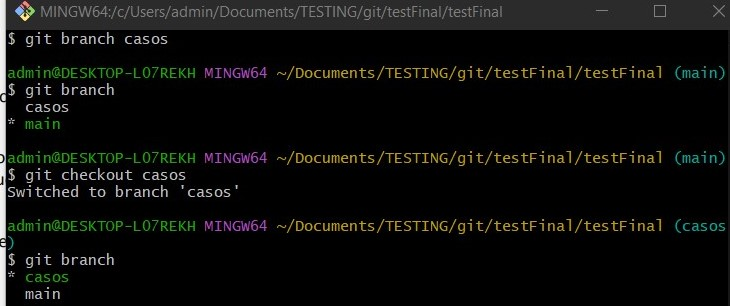 MINGW64:/c/Users/admin/Documents/TESTING/git/testFinal/testFinal
$ git branch casos
admin@DESKTOP-L07REKH MINGW64 ~/Documents/TESTING/git/testFinal/testFinal (main)
$ git branch
  casos
* main
admin@DESKTOP-L07REKH MINGW64 ~/Documents/TESTING/git/testFinal/testFinal (main)
$ git checkout casos
Switched to branch 'casos'
admin@DESKTOP-L07REKH MINGW64 ~/Documents/TESTING/git/testFinal/testFinal (casos
)
$ git branch
* casos
  main